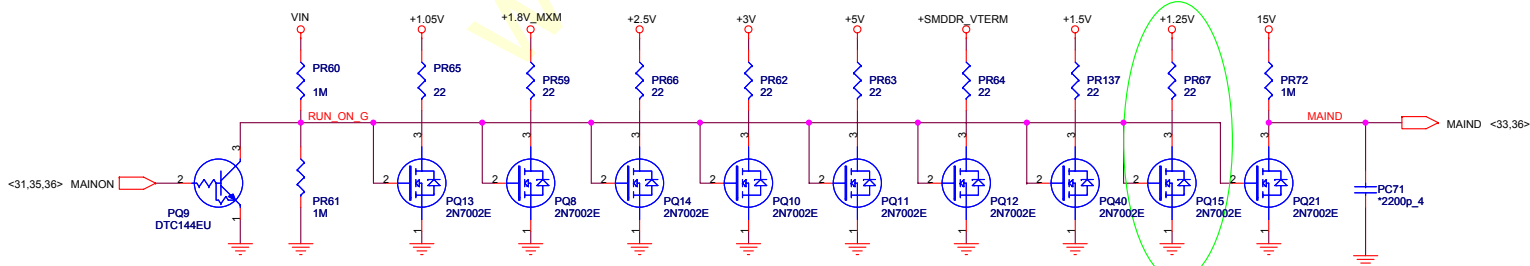 VIN
+1.05V
+1.8V_MXM
+2.5V
+3V
+5V
+SMDDR_VTERM
+1.5V
+1.25V
15V
PR60
1M
PR65
22
PR59
22
PR66
22
PR62
22
PR63
22
PR64
22
PR137
22
PR67
22
PR72
1M
RUN_ON_G
MAIND
MAIND <33,36>
3
3
3
3
3
3
3
3
3
3
<31,35,36> MAINON
2
2
2
2
2
2
2
2
2
2
PQ9
DTC144EU
PR61
1M
PQ13
2N7002E
PQ8
2N7002E
PQ14
2N7002E
PQ10
2N7002E
PQ11
2N7002E
PQ12
2N7002E
PQ40
2N7002E
PQ15
2N7002E
PQ21
2N7002E
PC71
*2200p_4
1
1
1
1
1
1
1
1
1
1